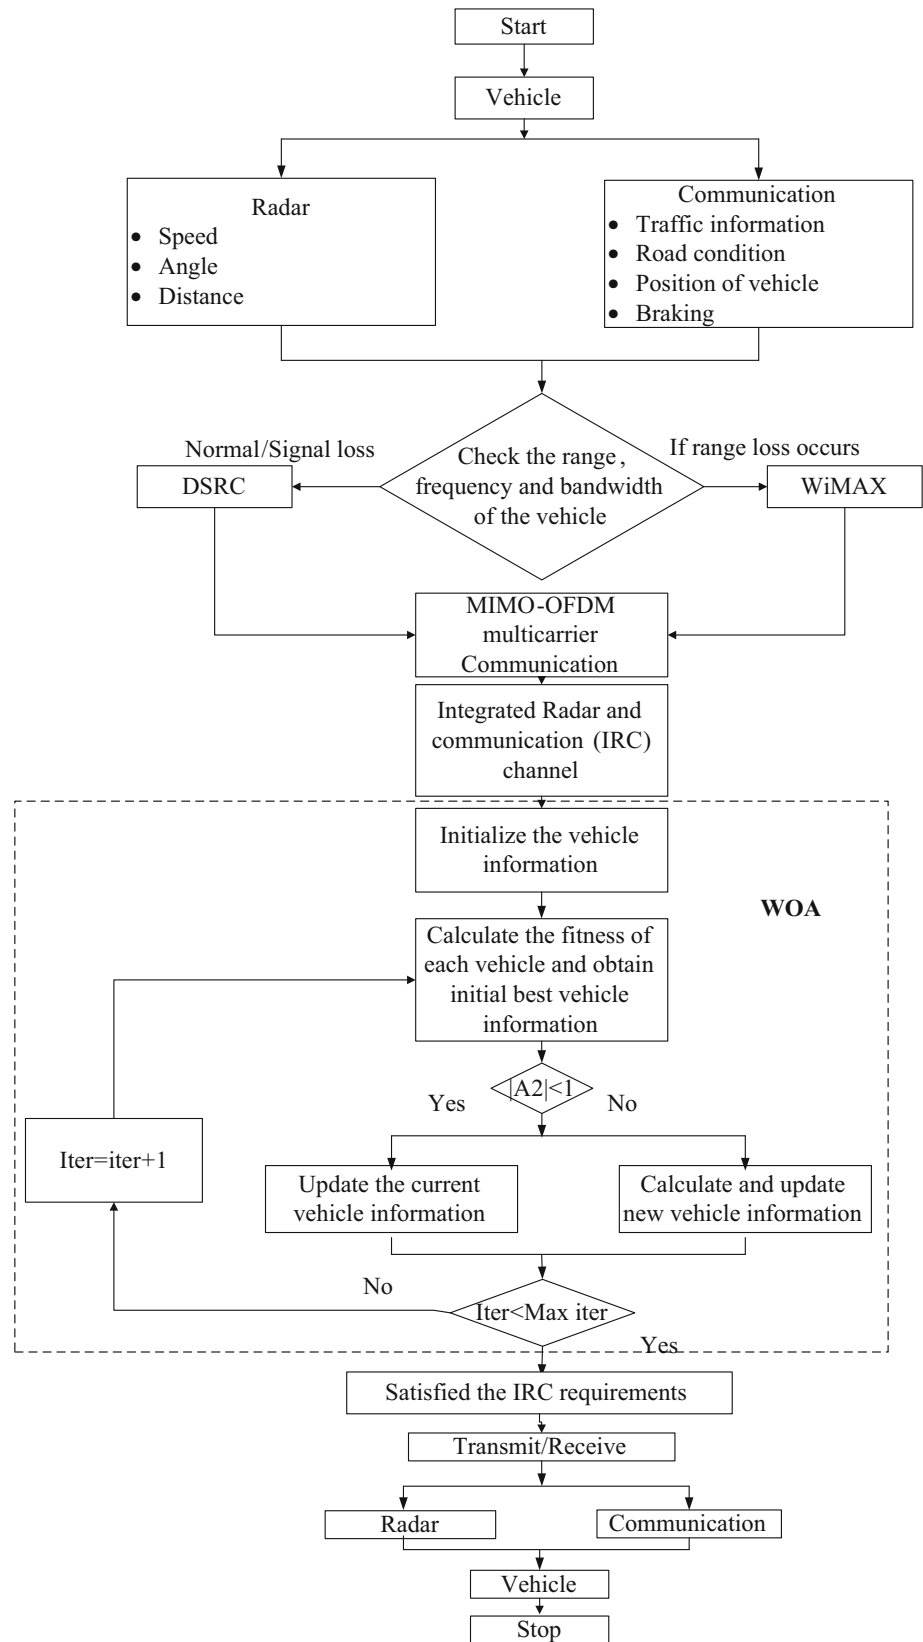 Start
Vehicle
Radar
• Speed
• Angle
• Distance
Communication
• Traffic information
• Road condition
• Position of vehicle
• Braking
Normal/Signal loss
If range loss occurs
Check the range,
frequency and bandwidth
of the vehicle
DSRC
WiMAX
MIMO-OFDM
multicarrier
Communication
Integrated Radar and
communication (IRC)
channel
Initialize the vehicle
information
WOA
Calculate the fitness of
each vehicle and obtain
initial best vehicle
information
|A2|<1
Yes
No
Iter=iter+1
Update the current
vehicle information
Calculate and update
new vehicle information
No
Iter<Max iter
Yes
Satisfied the IRC requirements
Transmit/Receive
Radar
Communication
Vehicle
Stop